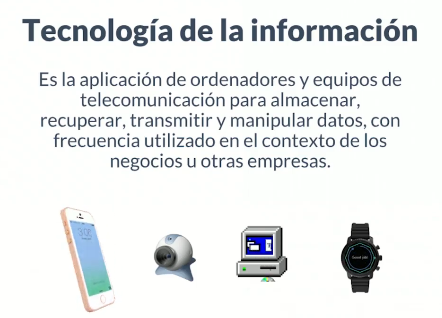 Tecnología de la información
Es la aplicación de ordenadores y equipos de
telecomunicación para almacenar,
recuperar, transmitir y manipular datos, con
frecuencia utilizado en el contexto de los
negocios u otras empresas.